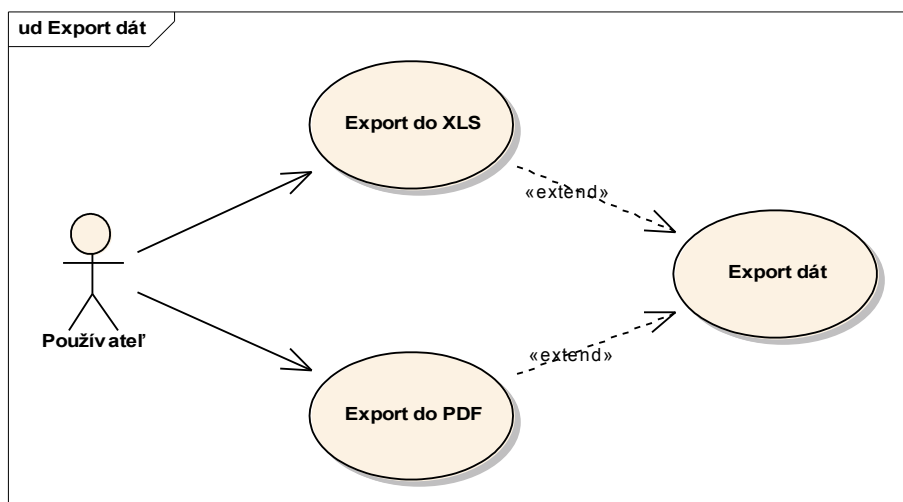 ud Export dát
Export do XLS
«extend»
Export dát
Používateľ
«extend»
Export do PDF